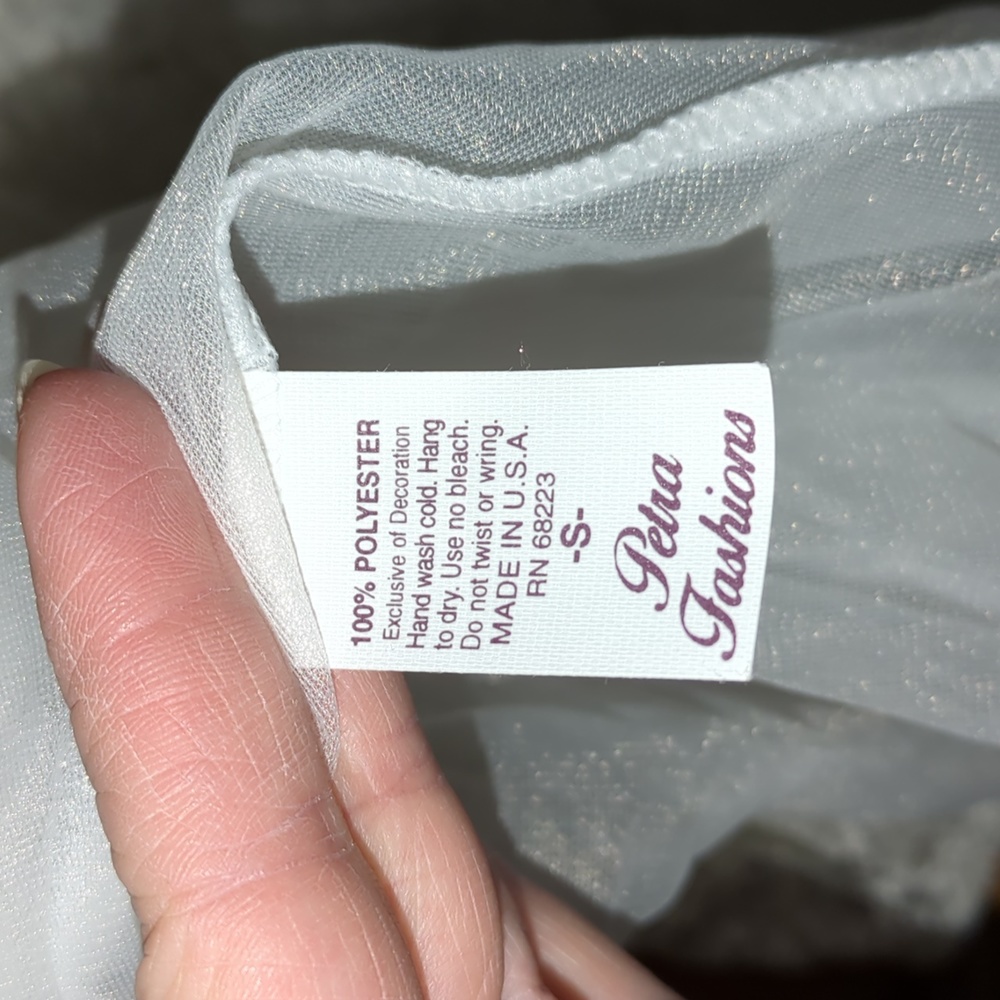 100% POLYESTER
Exclusive of Decoration
Hand wash cold. Hang
to dry. Use no bleach.
Do not twist or wring.
MADE IN U.S.A.
RN 68223
-S-
Petra
Fashions